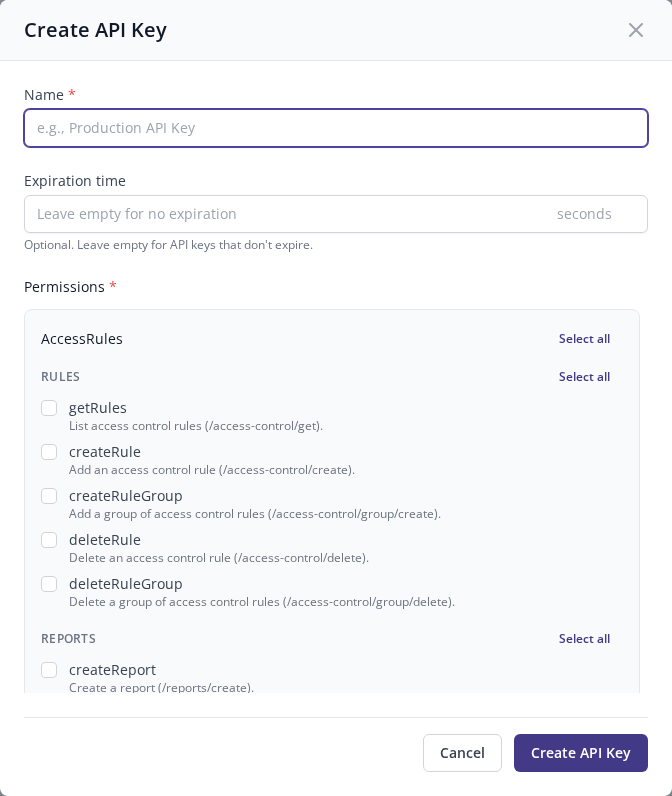 Create API Key
Name *
e.g., Production API Key
Expiration time
Leave empty for no expiration seconds
Optional. Leave empty for API keys that don't expire.
Permissions *
AccessRules Select all
RULES Select all
getRules
List access control rules (/access-control/get).
createRule
Add an access control rule (/access-control/create).
createRuleGroup
Add a group of access control rules (/access-control/group/create).
deleteRule
Delete an access control rule (/access-control/delete).
deleteRuleGroup
Delete a group of access control rules (/access-control/group/delete).
REPORTS Select all
createReport
Create a report (/reports/create).
Cancel Create API Key